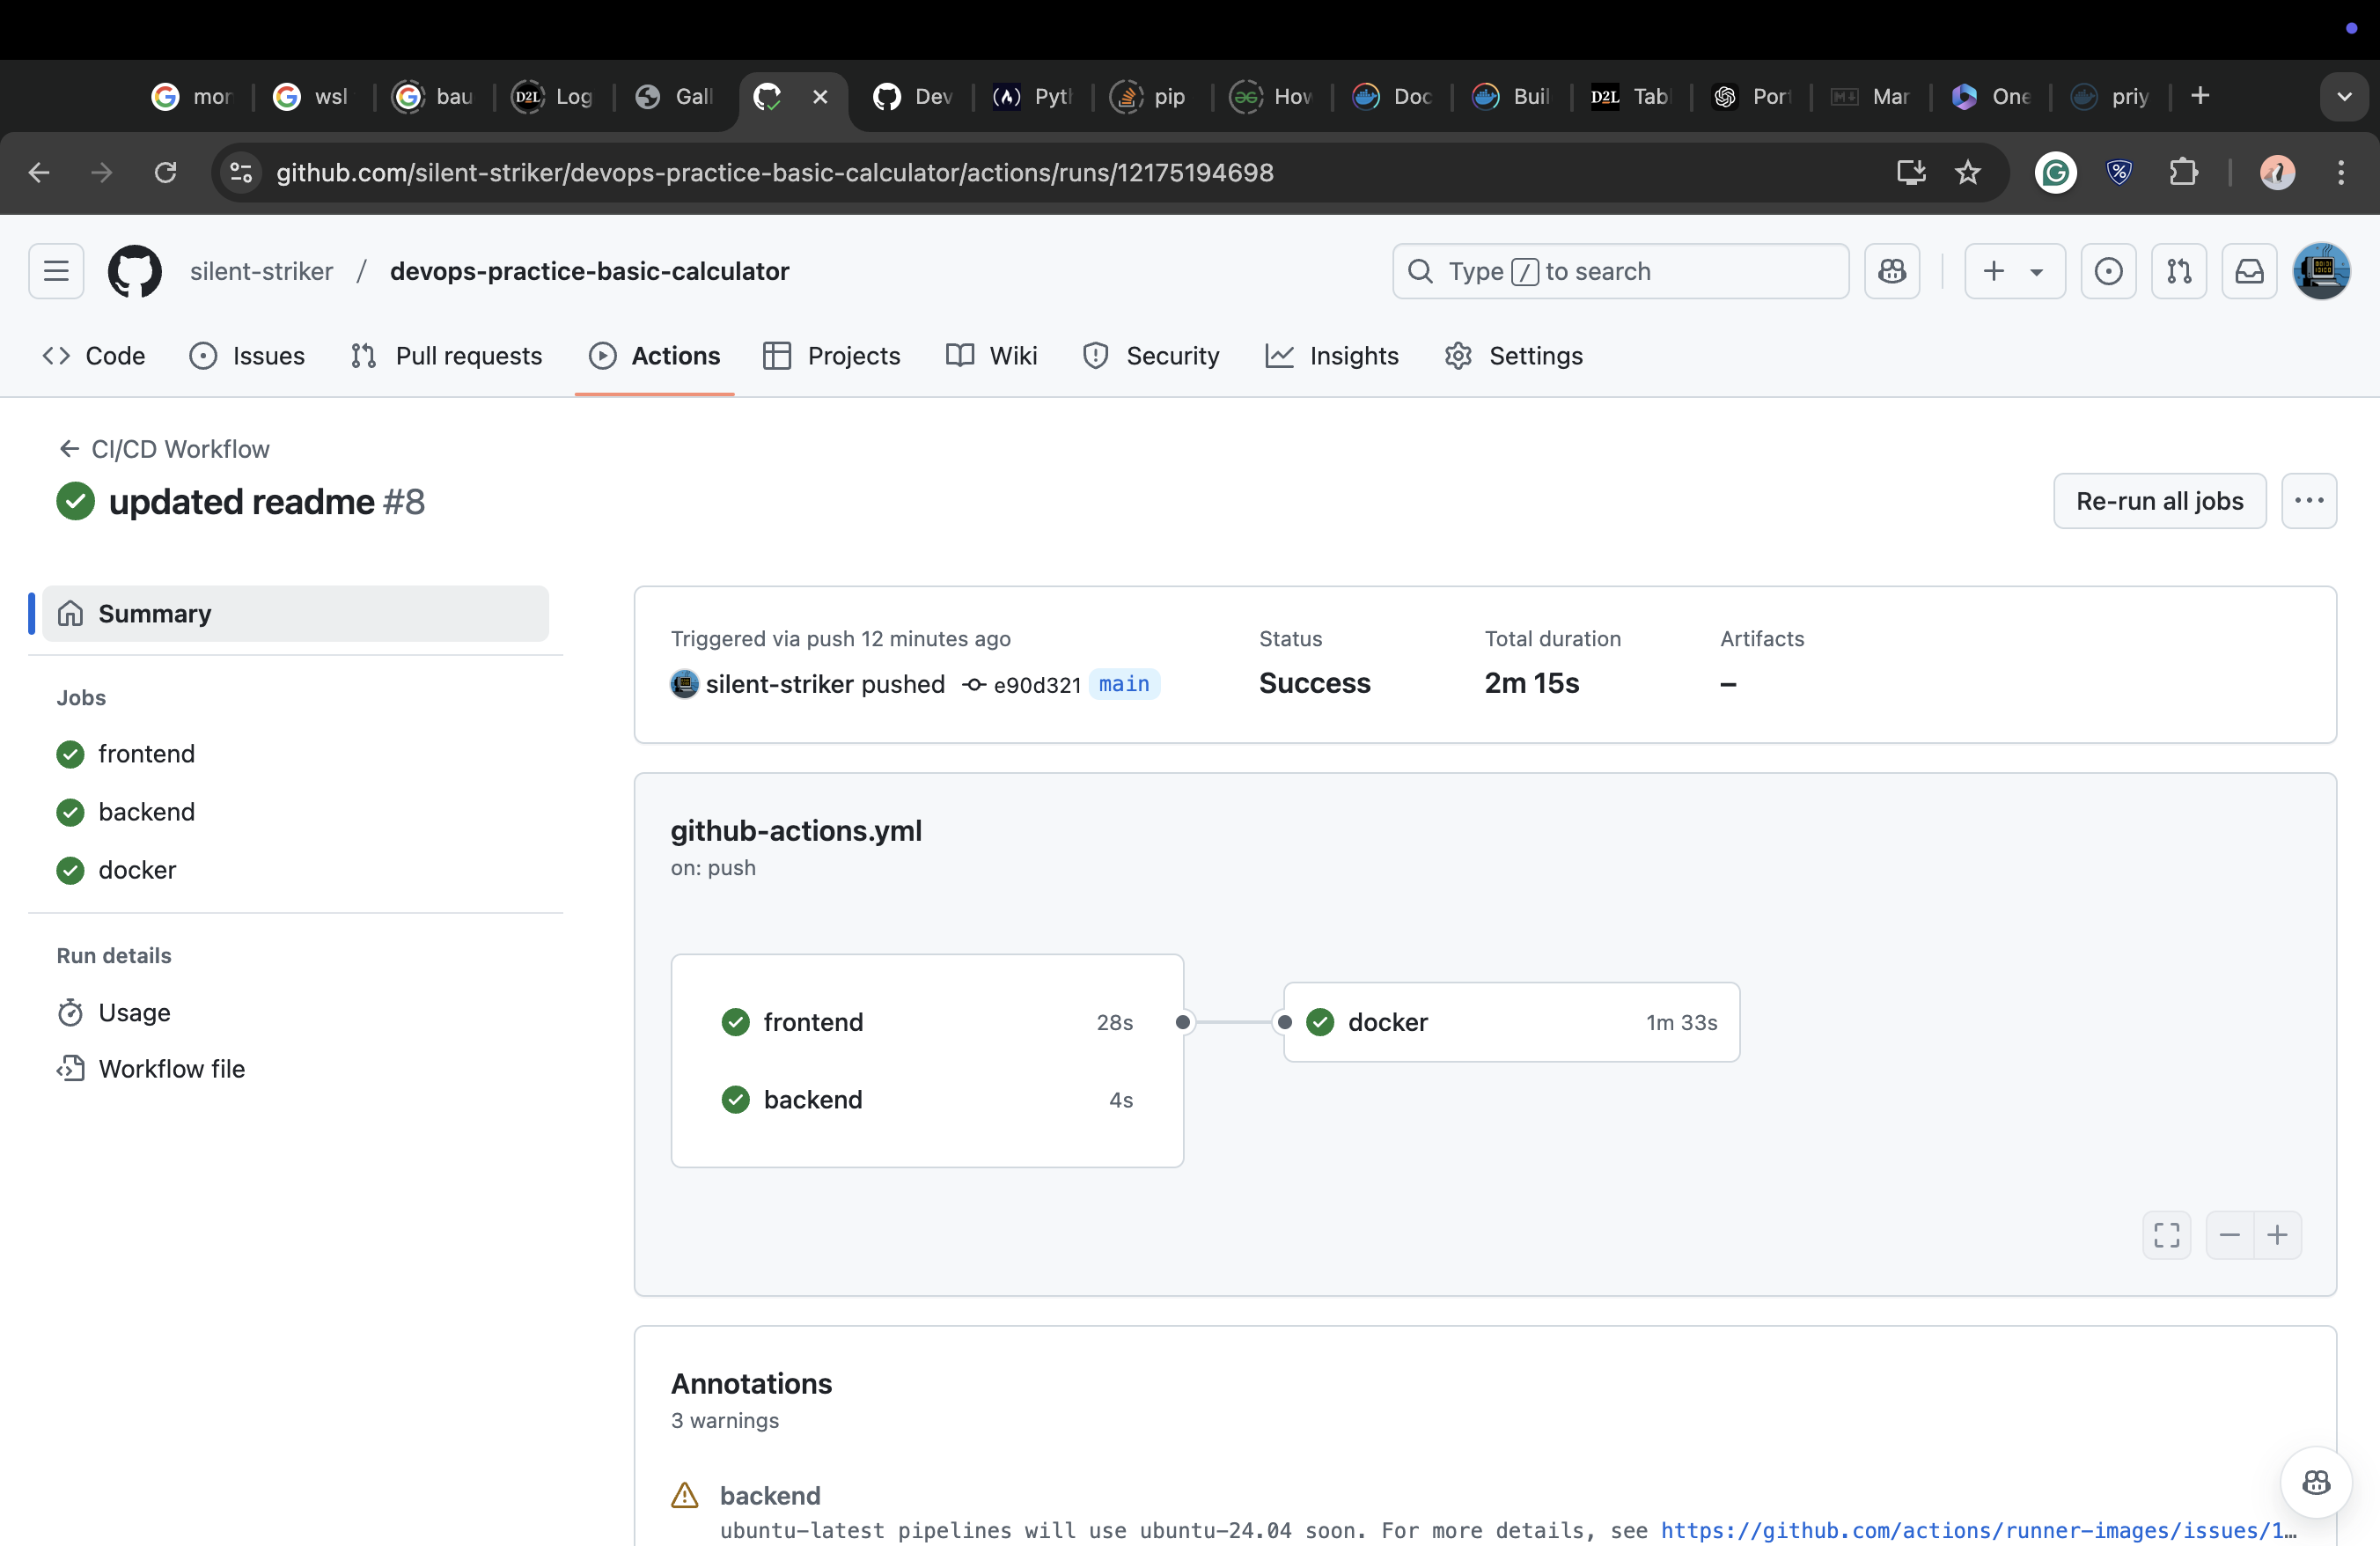 mor
wsl
bau
D2L Log
Gall
Dev
Pyt
pip
How
Doc
Buil
D2L Tabl
Port
Mar
One
priy
github.com/silent-striker/devops-practice-basic-calculator/actions/runs/12175194698
silent-striker / devops-practice-basic-calculator
Type / to search
Code Issues Pull requests Actions Projects Wiki Security Insights Settings
CI/CD Workflow
updated readme #8
Re-run all jobs
Summary
Jobs
frontend
backend
docker
Run details
Usage
Workflow file
Triggered via push 12 minutes ago
silent-striker pushed e90d321 main
Status
Success
Total duration
2m 15s
Artifacts
–
github-actions.yml
on: push
frontend 28s
backend 4s
docker 1m 33s
Annotations
3 warnings
backend
ubuntu-latest pipelines will use ubuntu-24.04 soon. For more details, see https://github.com/actions/runner-images/issues/1…